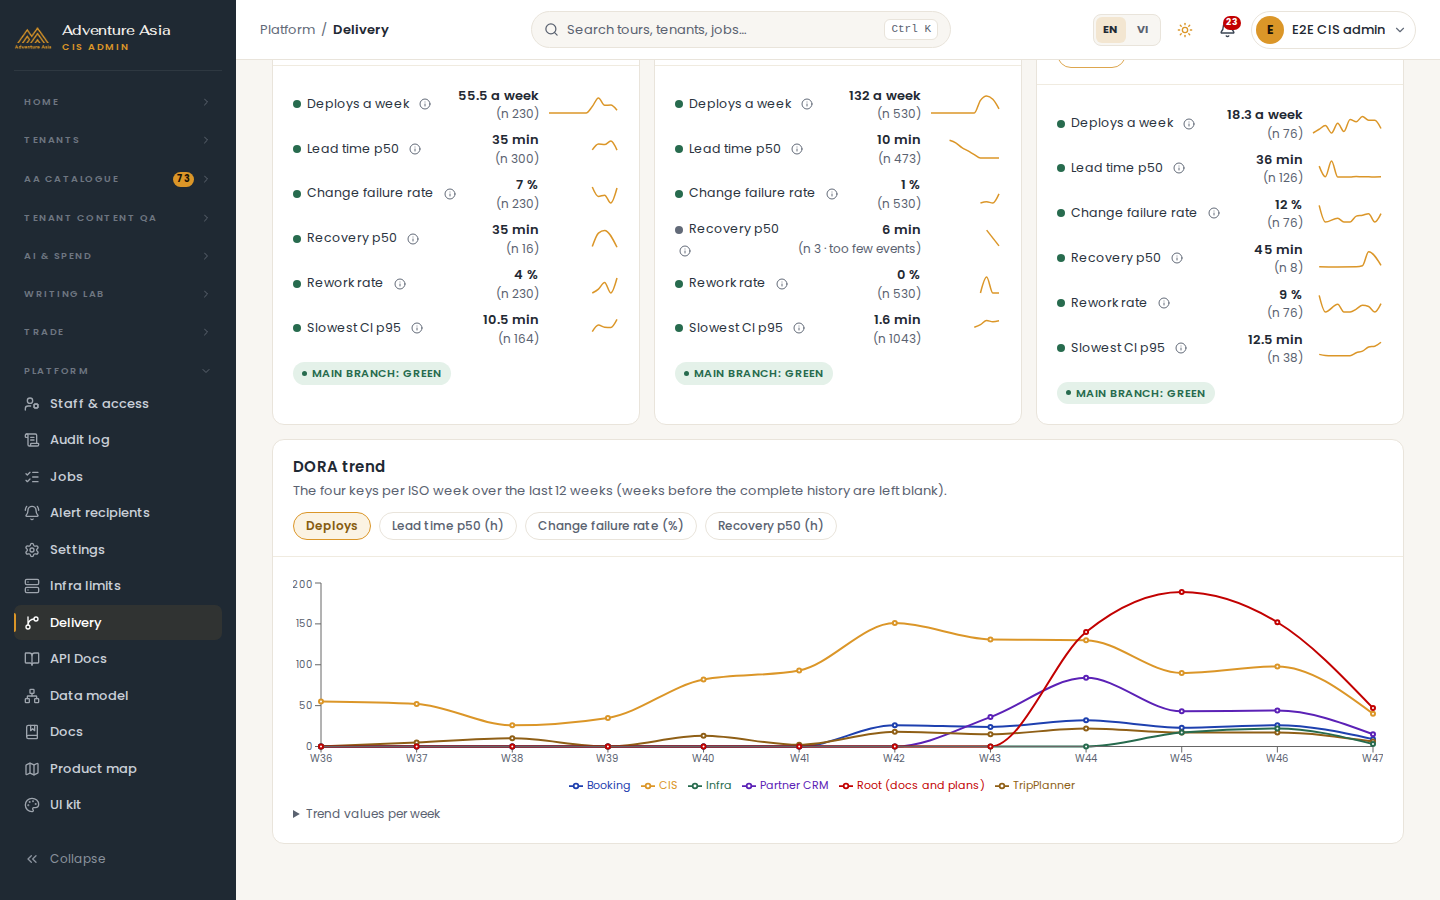 Adventure Asia
CIS ADMIN
Adventure Asia
HOME
TENANTS
AA CATALOGUE 73
TENANT CONTENT QA
AI & SPEND
WRITING LAB
TRADE
PLATFORM
Staff & access
Audit log
Jobs
Alert recipients
Settings
Infra limits
Delivery
API Docs
Data model
Docs
Product map
UI kit
Collapse
Platform / Delivery
Search tours, tenants, jobs...
Ctrl K
EN VI
23
E E2E CIS admin
Deploys a week 55.5 a week
(n 230)
Lead time p50 35 min
(n 300)
Change failure rate 7 %
(n 230)
Recovery p50 35 min
(n 16)
Rework rate 4 %
(n 230)
Slowest CI p95 10.5 min
(n 164)
MAIN BRANCH: GREEN
Deploys a week 132 a week
(n 530)
Lead time p50 10 min
(n 473)
Change failure rate 1 %
(n 530)
Recovery p50 6 min
(n 3 · too few events)
Rework rate 0 %
(n 530)
Slowest CI p95 1.6 min
(n 1043)
MAIN BRANCH: GREEN
Deploys a week 18.3 a week
(n 76)
Lead time p50 36 min
(n 126)
Change failure rate 12 %
(n 76)
Recovery p50 45 min
(n 8)
Rework rate 9 %
(n 76)
Slowest CI p95 12.5 min
(n 38)
MAIN BRANCH: GREEN
DORA trend
The four keys per ISO week over the last 12 weeks (weeks before the complete history are left blank).
Deploys
Lead time p50 (h)
Change failure rate (%)
Recovery p50 (h)
200
150
100
50
0
W36 W37 W38 W39 W40 W41 W42 W43 W44 W45 W46 W47
Booking CIS Infra Partner CRM Root (docs and plans) TripPlanner
Trend values per week